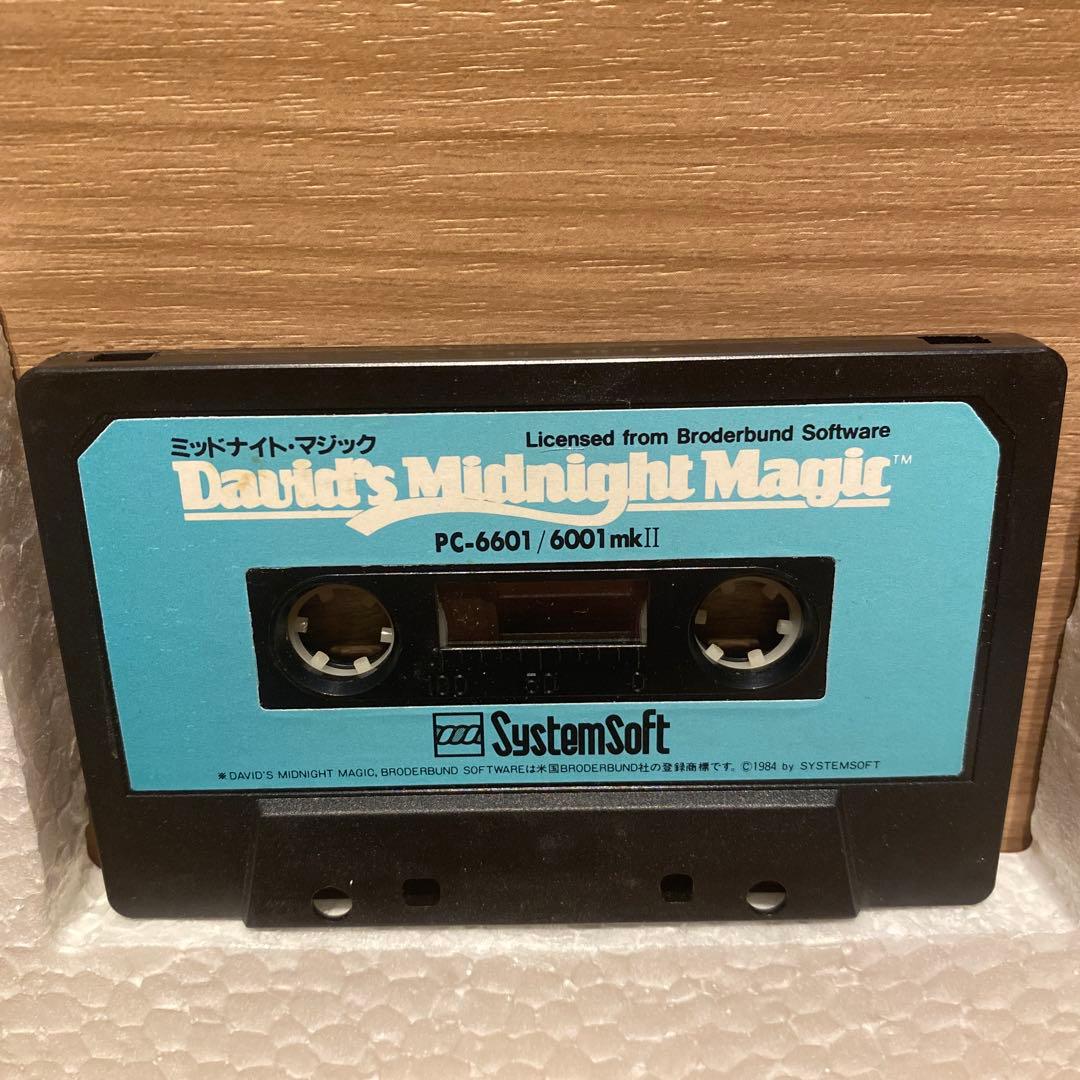 ミッドナイト・マジック
Licensed from Broderbund Software
David's Midnight Magic™
PC-6601/6001mkII
100 50 0
SystemSoft
※DAVID'S MIDNIGHT MAGIC, BRODERBUND SOFTWAREは米国BRODERBUND社の登録商標です。©1984 by SYSTEMSOFT